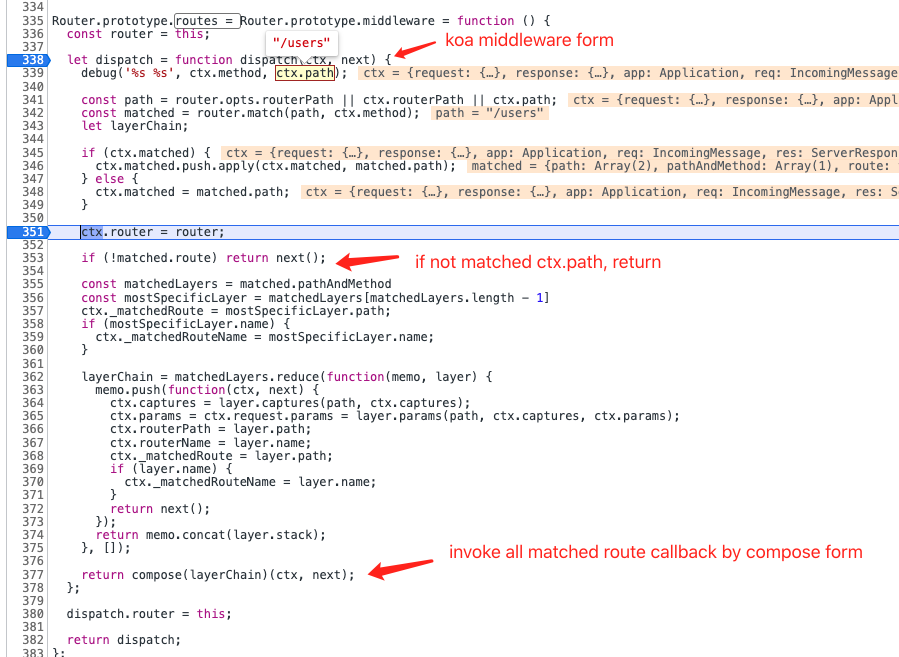 334
335 Router.prototype.routes = Router.prototype.middleware = function () {
336 const router = this;
337 "/users" koa middleware form
338 let dispatch = function dispatch(ctx, next) {
339 debug('%s %s', ctx.method, ctx.path); ctx = {request: {…}, response: {…}, app: Application, req: IncomingMessage
340
341 const path = router.opts.routerPath || ctx.routerPath || ctx.path; ctx = {request: {…}, response: {…}, app: Appl
342 const matched = router.match(path, ctx.method); path = "/users"
343 let layerChain;
344
345 if (ctx.matched) { ctx = {request: {…}, response: {…}, app: Application, req: IncomingMessage, res: ServerRespon
346 ctx.matched.push.apply(ctx.matched, matched.path); matched = {path: Array(2), pathAndMethod: Array(1), route:
347 } else {
348 ctx.matched = matched.path; ctx = {request: {…}, response: {…}, app: Application, req: IncomingMessage, res: Se
349 }
350
351 ctx.router = router;
352
353 if (!matched.route) return next(); if not matched ctx.path, return
354
355 const matchedLayers = matched.pathAndMethod
356 const mostSpecificLayer = matchedLayers[matchedLayers.length - 1]
357 ctx._matchedRoute = mostSpecificLayer.path;
358 if (mostSpecificLayer.name) {
359 ctx._matchedRouteName = mostSpecificLayer.name;
360 }
361
362 layerChain = matchedLayers.reduce(function(memo, layer) {
363 memo.push(function(ctx, next) {
364 ctx.captures = layer.captures(path, ctx.captures);
365 ctx.params = ctx.request.params = layer.params(path, ctx.captures, ctx.params);
366 ctx.routerPath = layer.path;
367 ctx.routerName = layer.name;
368 ctx._matchedRoute = layer.path;
369 if (layer.name) {
370 ctx._matchedRouteName = layer.name;
371 }
372 return next();
373 });
374 return memo.concat(layer.stack);
375 }, []);
376 invoke all matched route callback by compose form
377 return compose(layerChain)(ctx, next);
378 };
379
380 dispatch.router = this;
381
382 return dispatch;
383 };